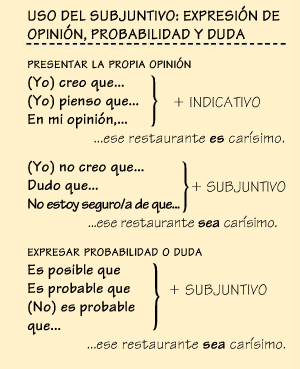 USO DEL SUBJUNTIVO: EXPRESIÓN DE
OPINIÓN, PROBABILIDAD Y DUDA
PRESENTAR LA PROPIA OPINIÓN
(Yo) creo que...
(Yo) pienso que...
En mi opinión,...
+ INDICATIVO
...ese restaurante es carísimo.
(Yo) no creo que...
Dudo que...
No estoy seguro/a de que...
+ SUBJUNTIVO
...ese restaurante sea carísimo.
EXPRESAR PROBABILIDAD O DUDA
Es posible que
Es probable que
(No) es probable
que...
+ SUBJUNTIVO
...ese restaurante sea carísimo.